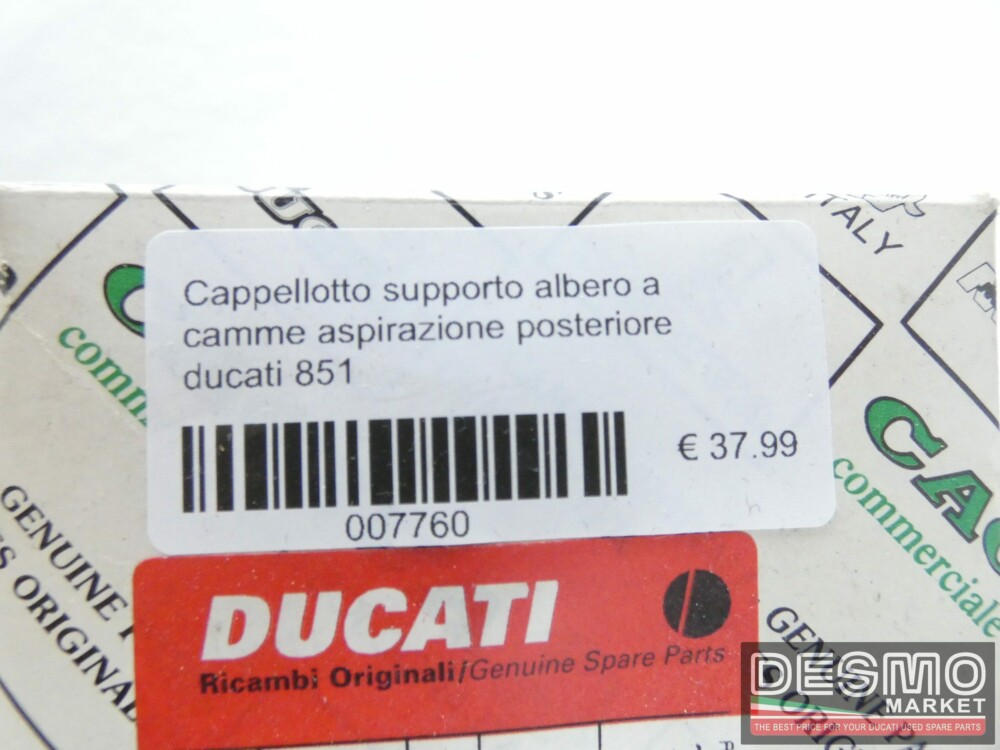 ITALY
Cappellotto supporto albero a
camme aspirazione posteriore
ducati 851
€ 37.99
007760
DUCATI
Ricambi Originali/Genuine Spare Parts
commerciale
GENUINE
ORIGINAL
GENUINE
DESMO
MARKET
THE BEST PRICE FOR YOUR DUCATI USED SPARE PARTS